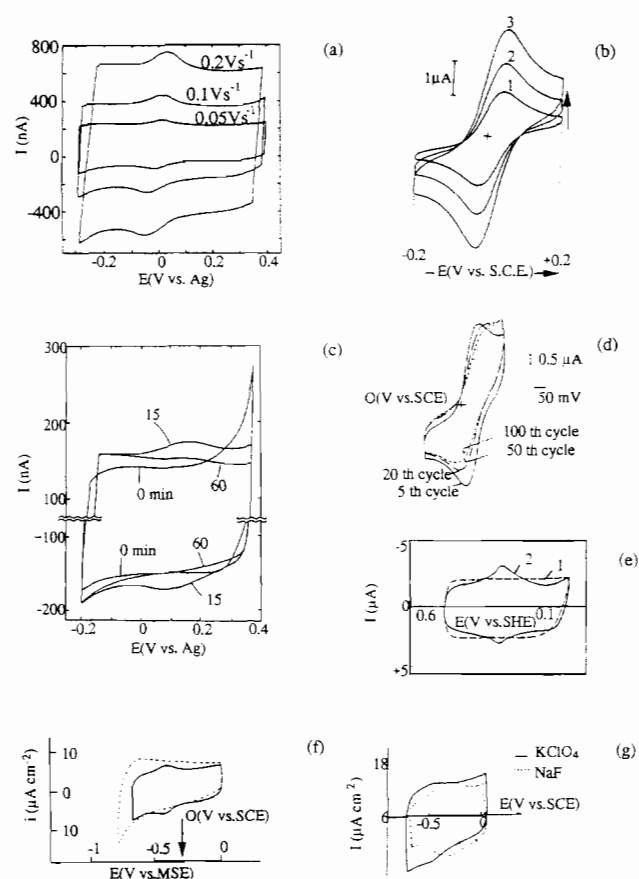 (a)
800
400
0
-400
I (nA)
0.2Vs⁻¹
0.1Vs⁻¹
0.05Vs⁻¹
-0.2 0 0.2 0.4
E(V vs. Ag)
(b)
1µA
3
2
1
-0.2 +0.2
E(V vs. S.C.E.)
(c)
300
200
100
-100
-200
I (nA)
15
0 min
60
0 min
60
15
-0.2 0 0.2 0.4
E(V vs. Ag)
(d)
0.5 µA
50 mV
O(V vs.SCE)
100 th cycle
50 th cycle
20 th cycle
5 th cycle
(e)
-5
0
+5
I (µA)
2
1
0.6
0.1
E(V vs.SHE)
(f)
10
0
10
i (µA cm⁻²)
O(V vs.SCE)
-1 -0.4 0
E(V vs.MSE)
(g)
KClO₄
NaF
18
0
I (µA cm⁻²)
E(V vs.SCE)
-0.5
0